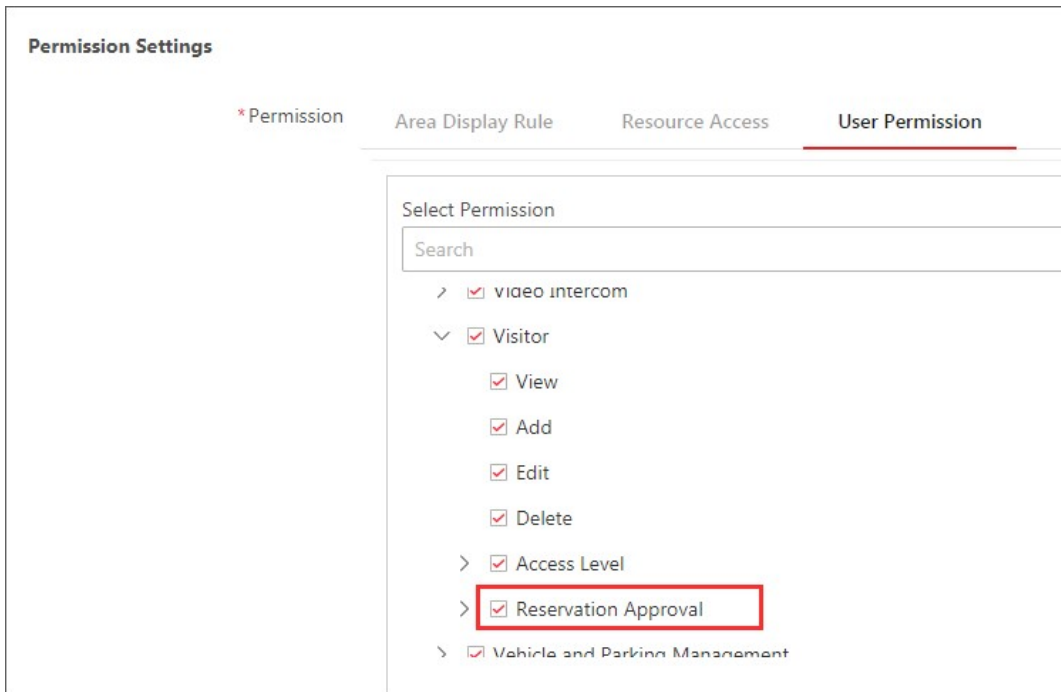 Permission Settings
*Permission
Area Display Rule Resource Access User Permission
Select Permission
Search
Video Intercom
Visitor
View
Add
Edit
Delete
Access Level
Reservation Approval
Vehicle and Parking Management